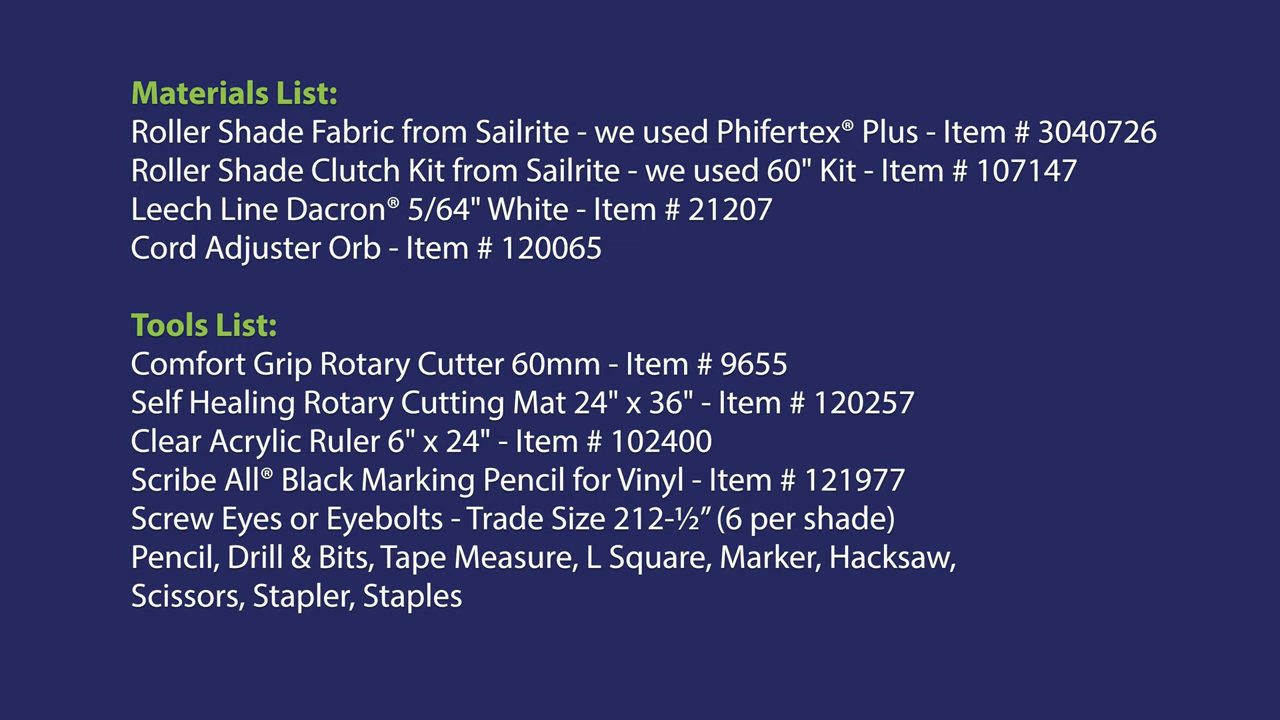 Materials List:
Roller Shade Fabric from Sailrite - we used Phifertex® Plus - Item # 3040726
Roller Shade Clutch Kit from Sailrite - we used 60" Kit - Item # 107147
Leech Line Dacron® 5/64" White - Item # 21207
Cord Adjuster Orb - Item # 120065
Tools List:
Comfort Grip Rotary Cutter 60mm - Item # 9655
Self Healing Rotary Cutting Mat 24" x 36" - Item # 120257
Clear Acrylic Ruler 6" x 24" - Item # 102400
Scribe All® Black Marking Pencil for Vinyl - Item # 121977
Screw Eyes or Eyebolts - Trade Size 212-½” (6 per shade)
Pencil, Drill & Bits, Tape Measure, L Square, Marker, Hacksaw,
Scissors, Stapler, Staples